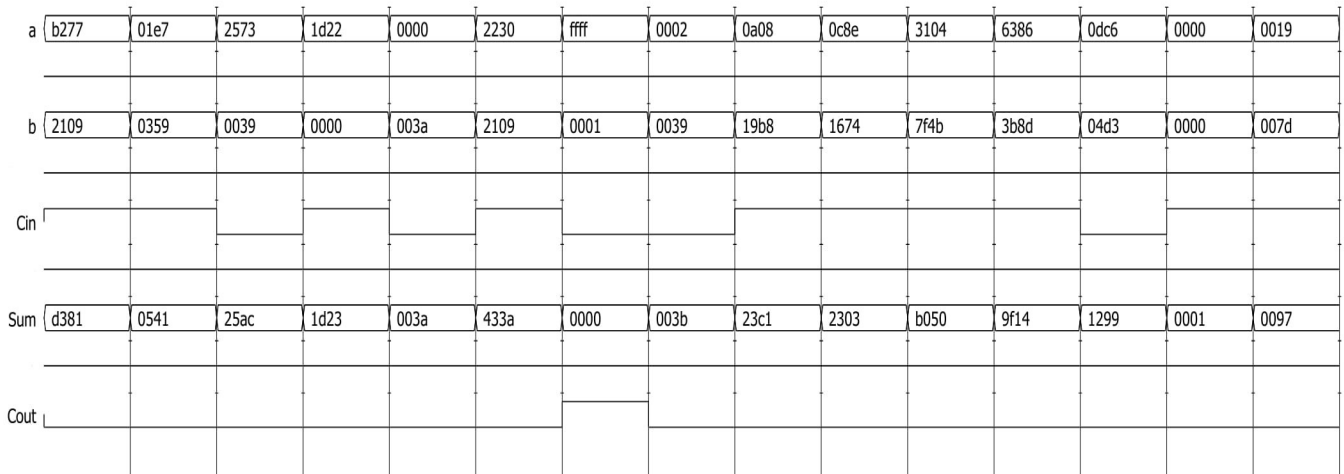 a b277 01e7 2573 1d22 0000 2230 ffff 0002 0a08 0c8e 3104 6386 0dc6 0000 0019
b 2109 0359 0039 0000 003a 2109 0001 0039 19b8 1674 7f4b 3b8d 04d3 0000 007d
Cin
Sum d381 0541 25ac 1d23 003a 433a 0000 003b 23c1 2303 b050 9f14 1299 0001 0097
Cout